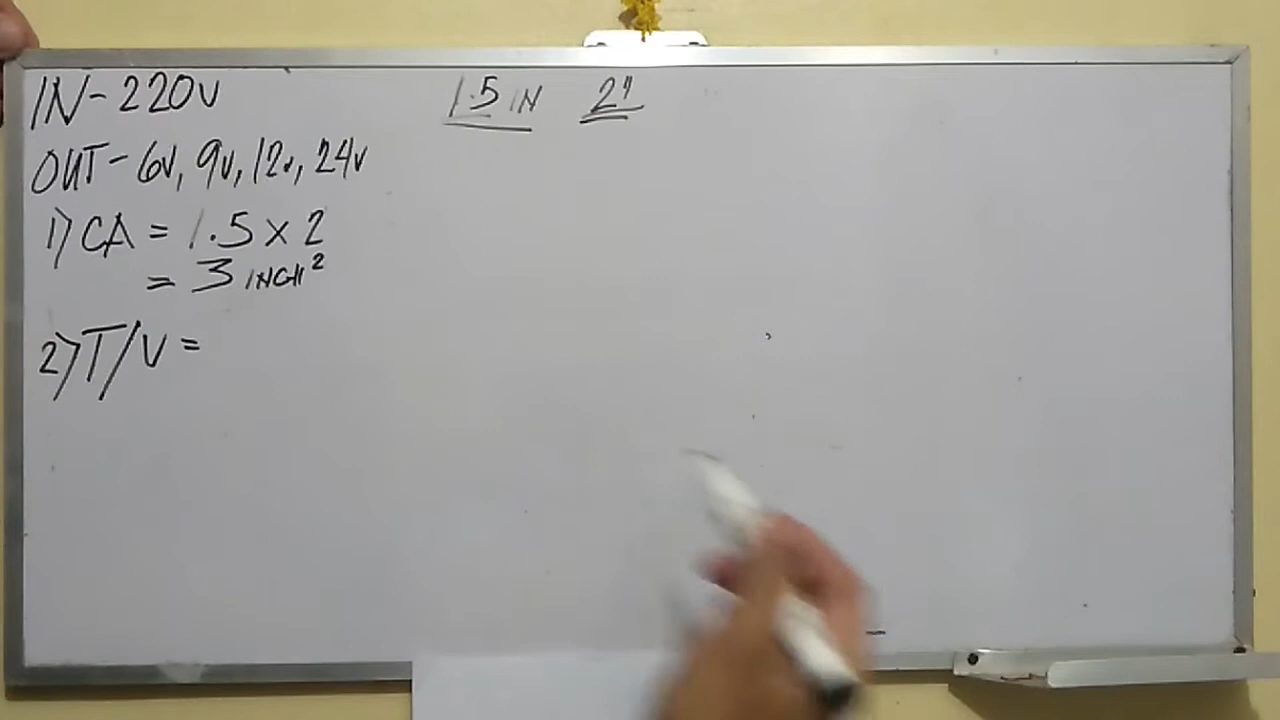 IN - 220V
1.5 IN 2"
OUT - 6V, 9V, 12V, 24V
1) CA = 1.5 x 2
= 3 INCH²
2) T/V =